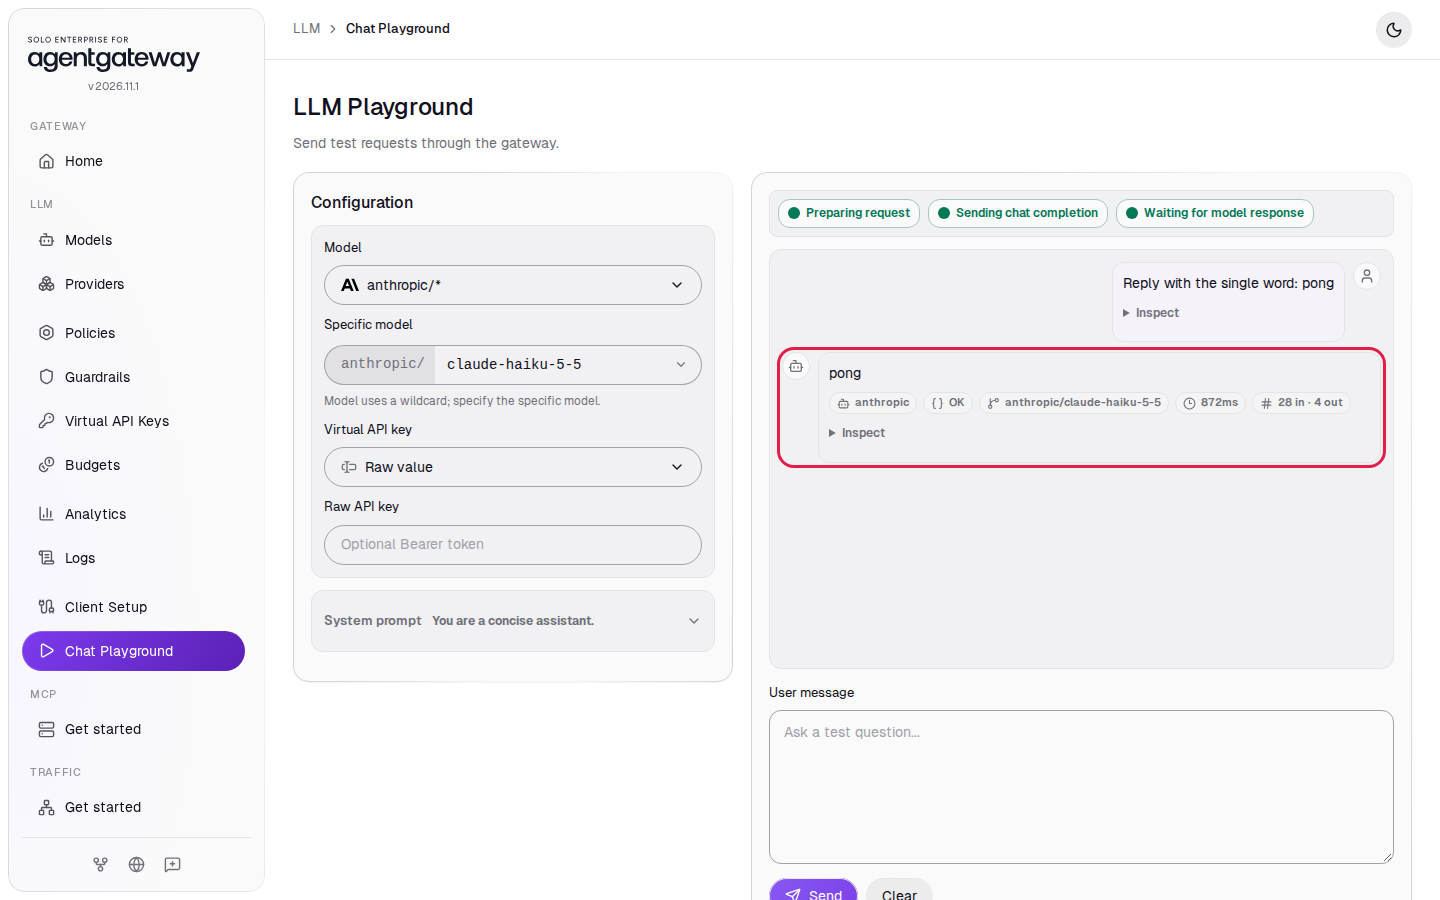 SOLO ENTERPRISE FOR
agentgateway
v2026.11.1
GATEWAY
Home
LLM
Models
Providers
Policies
Guardrails
Virtual API Keys
Budgets
Analytics
Logs
Client Setup
Chat Playground
MCP
Get started
TRAFFIC
Get started
LLM > Chat Playground
LLM Playground
Send test requests through the gateway.
Configuration
Model
anthropic/*
Specific model
anthropic/ claude-haiku-5-5
Model uses a wildcard; specify the specific model.
Virtual API key
Raw value
Raw API key
Optional Bearer token
System prompt You are a concise assistant.
Preparing request Sending chat completion Waiting for model response
Reply with the single word: pong
Inspect
pong
anthropic {} OK anthropic/claude-haiku-5-5 872ms # 28 in · 4 out
Inspect
User message
Ask a test question...
Send Clear